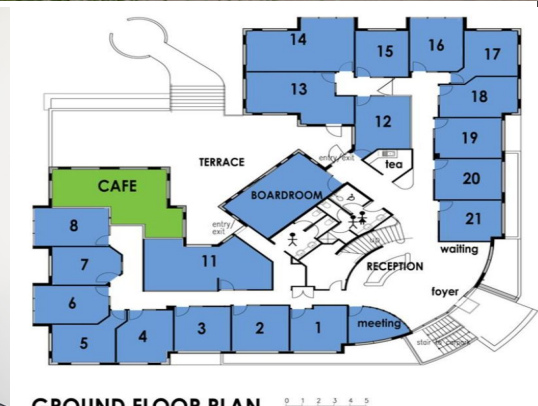 14
15
16
17
13
18
12
19
entry/exit
tea
TERRACE
20
CAFE
BOARDROOM
21
8
entry/
exit
up
waiting
7
11
RECEPTION
6
foyer
5
4
3
2
1
meeting
GROUND FLOOR PLAN
0 1 2 3 4 5